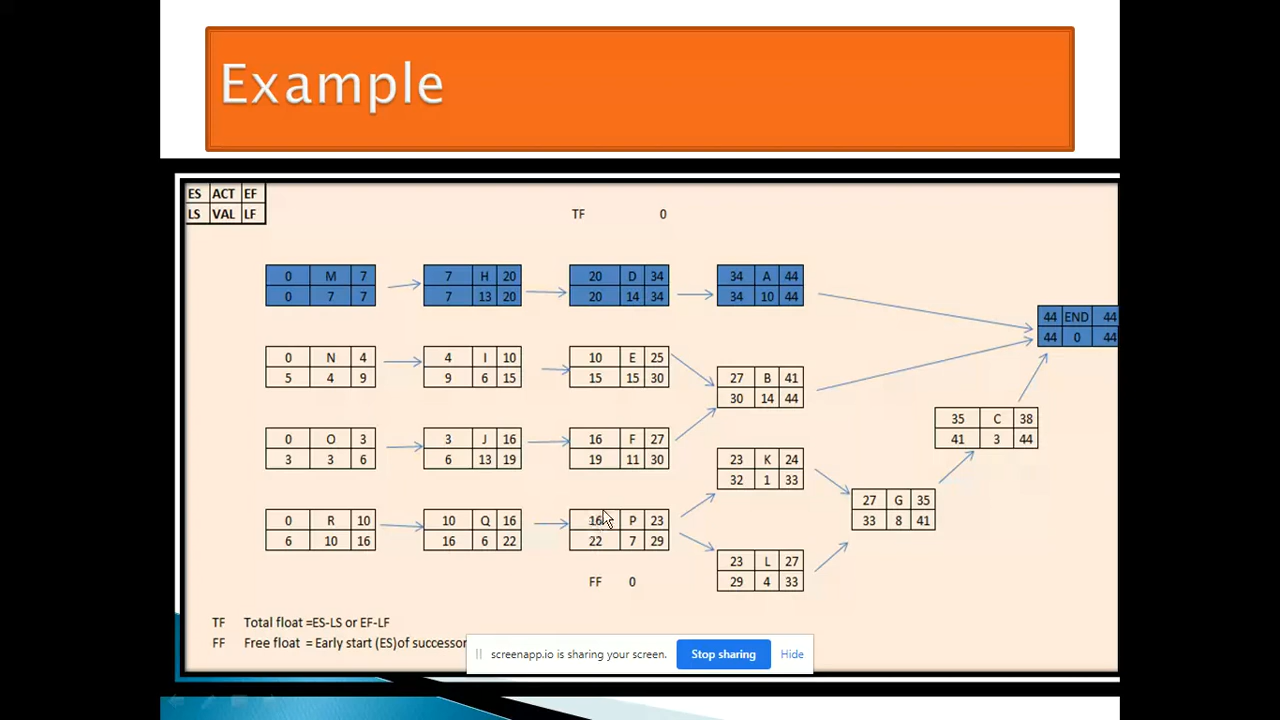 Example
ES ACT EF
LS VAL LF
TF 0
0 M 7
0 7 7
7 H 20
7 13 20
20 D 34
20 14 34
34 A 44
34 10 44
44 END 44
44 0 44
0 N 4
5 4 9
4 I 10
9 6 15
10 E 25
15 15 30
27 B 41
30 14 44
35 C 38
41 3 44
0 O 3
3 3 6
3 J 16
6 13 19
16 F 27
19 11 30
23 K 24
32 1 33
27 G 35
33 8 41
0 R 10
6 10 16
10 Q 16
16 6 22
16 P 23
22 7 29
23 L 27
29 4 33
FF 0
TF Total float =ES-LS or EF-LF
FF Free float = Early start (ES)of successor
screenapp.io is sharing your screen.
Stop sharing
Hide